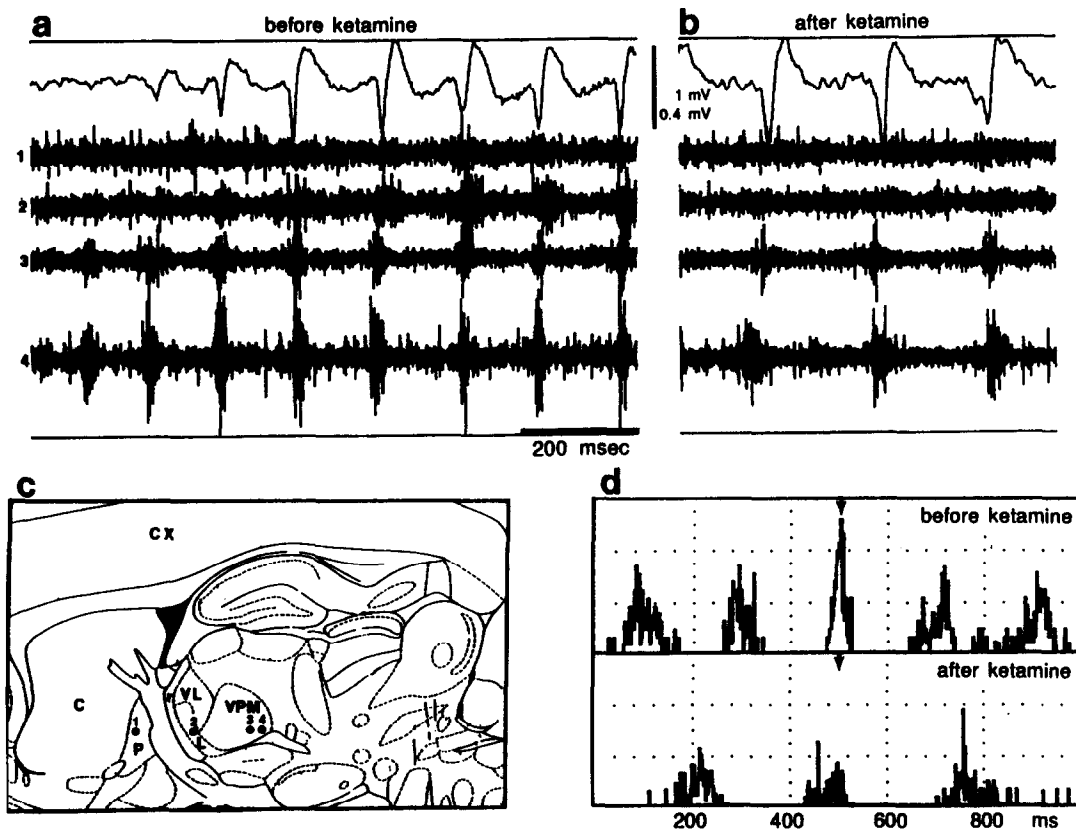 a
before ketamine
b
after ketamine
1 mV
0.4 mV
1
2
3
4
200 msec
c
CX
C
VL
VPM
1
P
2
L
3 4
d
before ketamine
after ketamine
200 400 600 800 ms